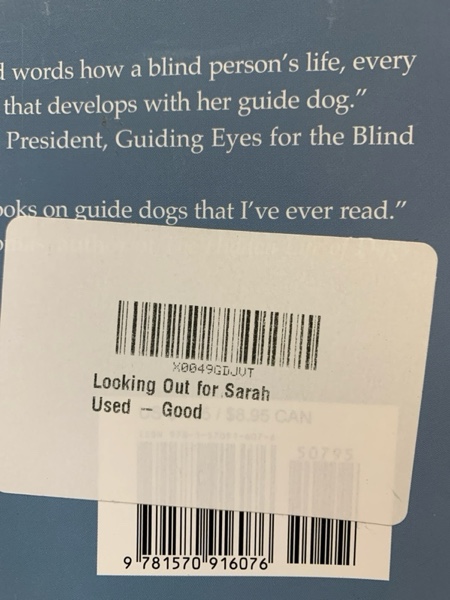 words how a blind person's life, every
that develops with her guide dog."
President, Guiding Eyes for the Blind
ooks on guide dogs that I've ever read."
X0049GDJVT
Looking Out for Sarah
Used – Good
/ $8.95 CAN
50795
9 781570 916076